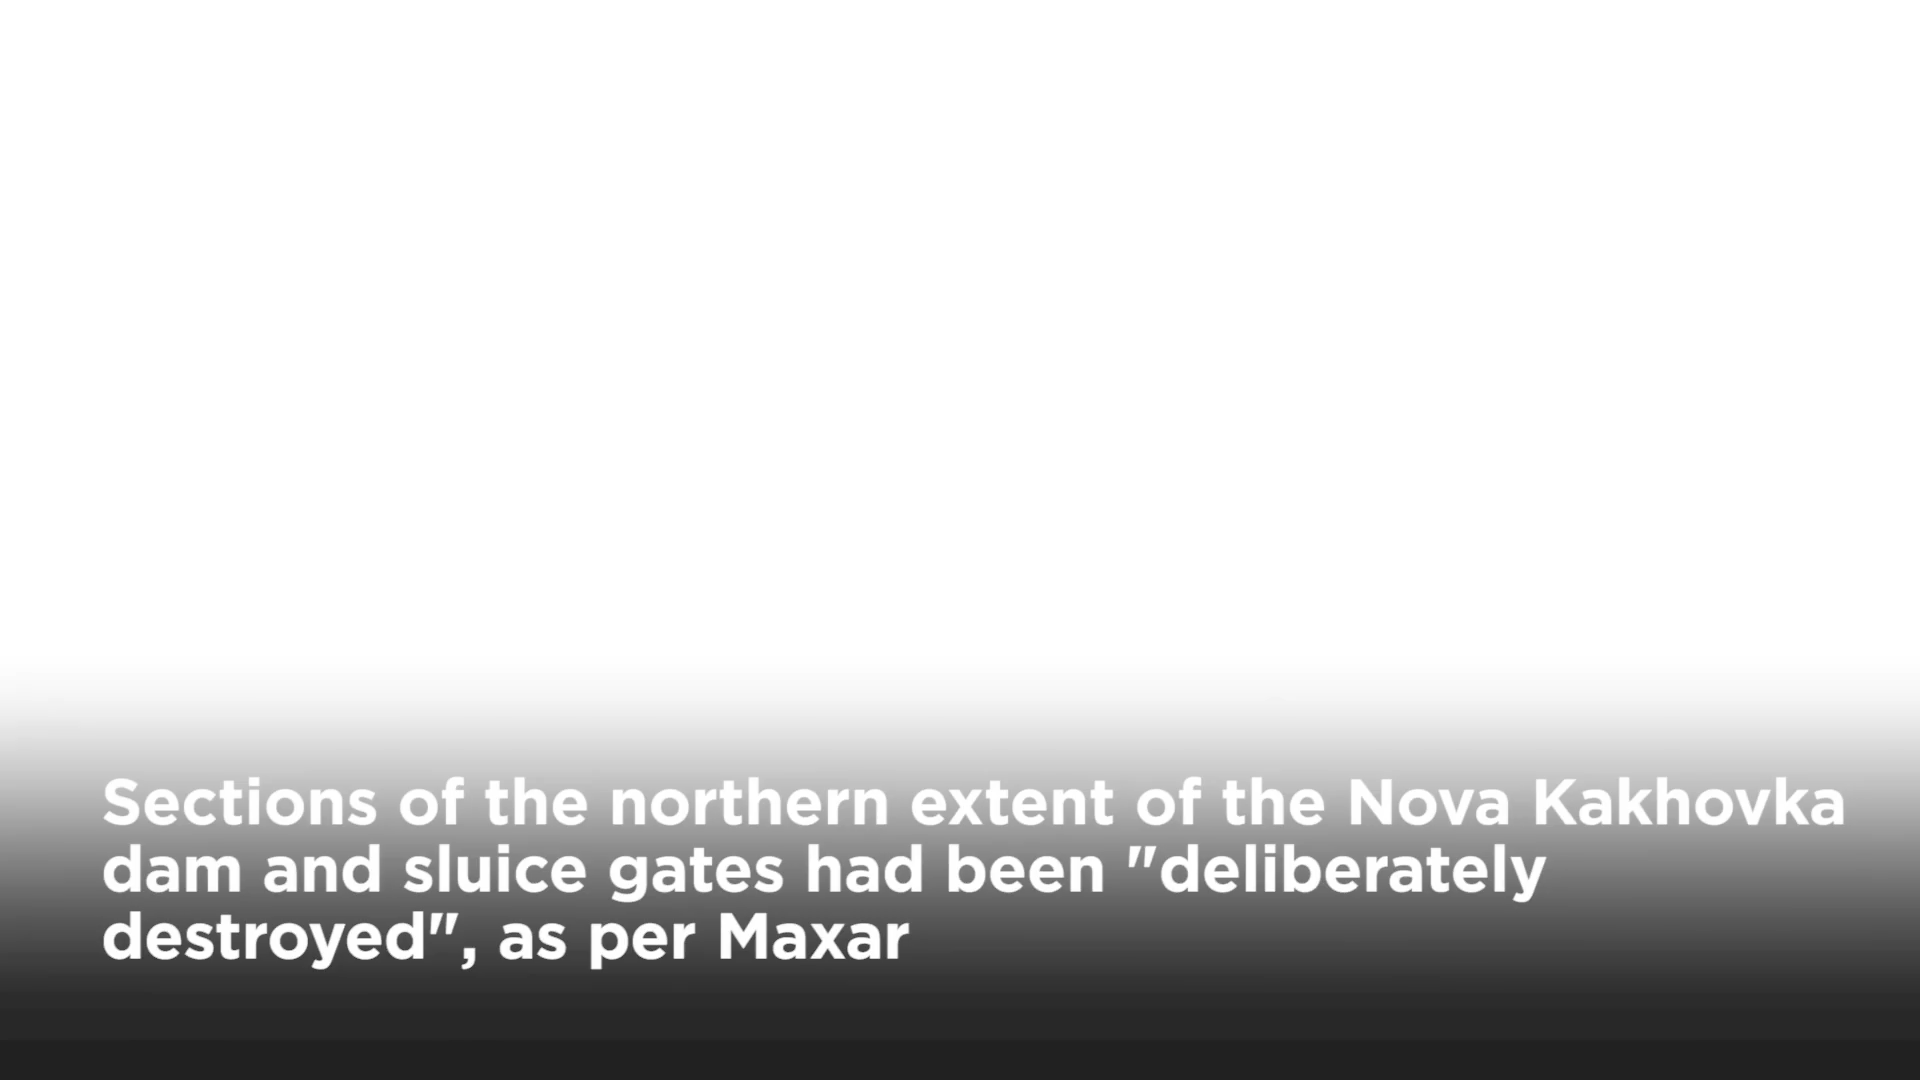 Sections of the northern extent of the Nova Kakhovka
dam and sluice gates had been "deliberately
destroyed", as per Maxar